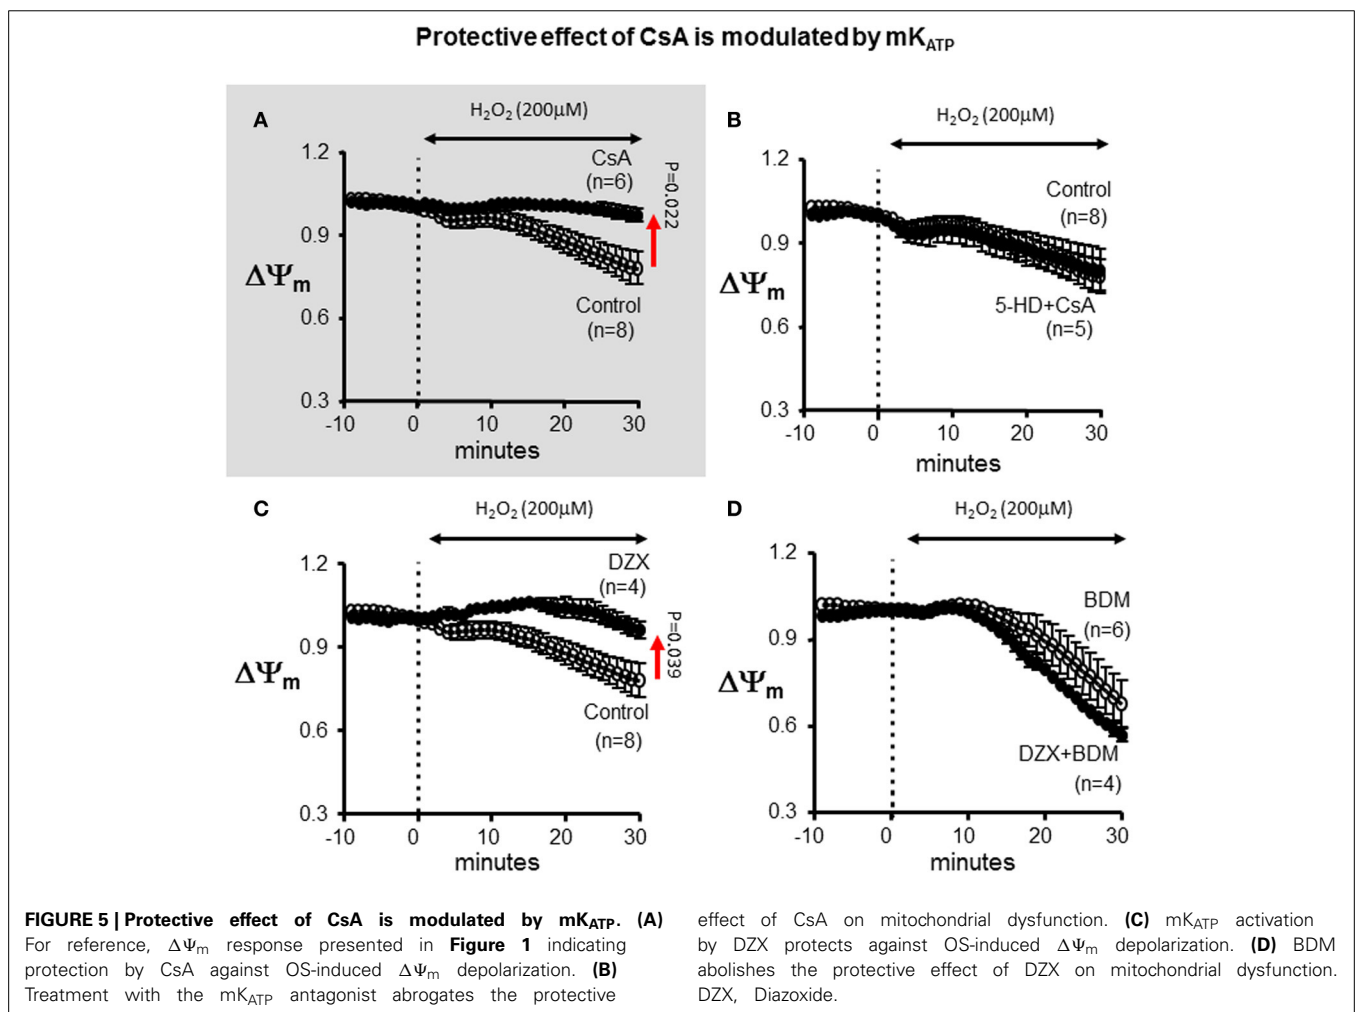 Protective effect of CsA is modulated by mK_ATP
A
H₂O₂ (200µM)
1.2
0.9
0.6
0.3
ΔΨm
CsA
(n=6)
P=0.022
Control
(n=8)
-10
0
10
20
30
minutes
B
H₂O₂ (200µM)
1.2
0.9
0.6
0.3
ΔΨm
Control
(n=8)
5-HD+CsA
(n=5)
-10
0
10
20
30
minutes
C
H₂O₂ (200µM)
1.2
0.9
0.6
0.3
ΔΨm
DZX
(n=4)
P=0.039
Control
(n=8)
-10
0
10
20
30
minutes
D
H₂O₂ (200µM)
1.2
0.9
0.6
0.3
ΔΨm
BDM
(n=6)
DZX+BDM
(n=4)
-10
0
10
20
30
minutes
FIGURE 5 | Protective effect of CsA is modulated by mK_ATP. (A)
For reference, ΔΨm response presented in Figure 1 indicating
protection by CsA against OS-induced ΔΨm depolarization. (B)
Treatment with the mK_ATP antagonist abrogates the protective
effect of CsA on mitochondrial dysfunction. (C) mK_ATP activation
by DZX protects against OS-induced ΔΨm depolarization. (D) BDM
abolishes the protective effect of DZX on mitochondrial dysfunction.
DZX, Diazoxide.